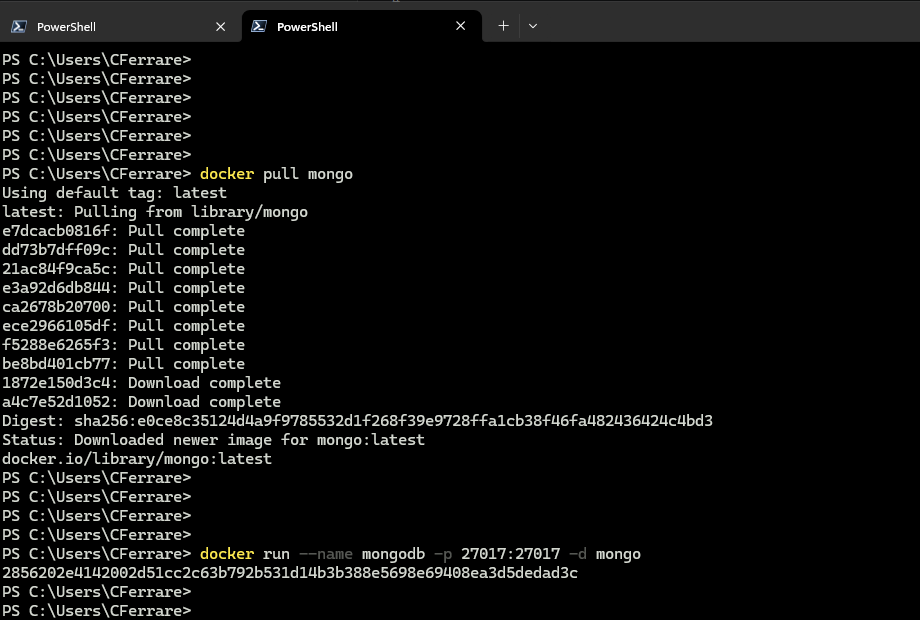 PowerShell
PowerShell
PS C:\Users\CFerrare>
PS C:\Users\CFerrare>
PS C:\Users\CFerrare>
PS C:\Users\CFerrare>
PS C:\Users\CFerrare>
PS C:\Users\CFerrare>
PS C:\Users\CFerrare> docker pull mongo
Using default tag: latest
latest: Pulling from library/mongo
e7dcacb0816f: Pull complete
dd73b7dff09c: Pull complete
21ac84f9ca5c: Pull complete
e3a92d6db844: Pull complete
ca2678b20700: Pull complete
ece2966105df: Pull complete
f5288e6265f3: Pull complete
be8bd401cb77: Pull complete
1872e150d3c4: Download complete
a4c7e52d1052: Download complete
Digest: sha256:e0ce8c35124d4a9f9785532d1f268f39e9728ffa1cb38f46fa482436424c4bd3
Status: Downloaded newer image for mongo:latest
docker.io/library/mongo:latest
PS C:\Users\CFerrare>
PS C:\Users\CFerrare>
PS C:\Users\CFerrare>
PS C:\Users\CFerrare>
PS C:\Users\CFerrare> docker run --name mongodb -p 27017:27017 -d mongo
2856202e4142002d51cc2c63b792b531d14b3b388e5698e69408ea3d5dedad3c
PS C:\Users\CFerrare>
PS C:\Users\CFerrare>